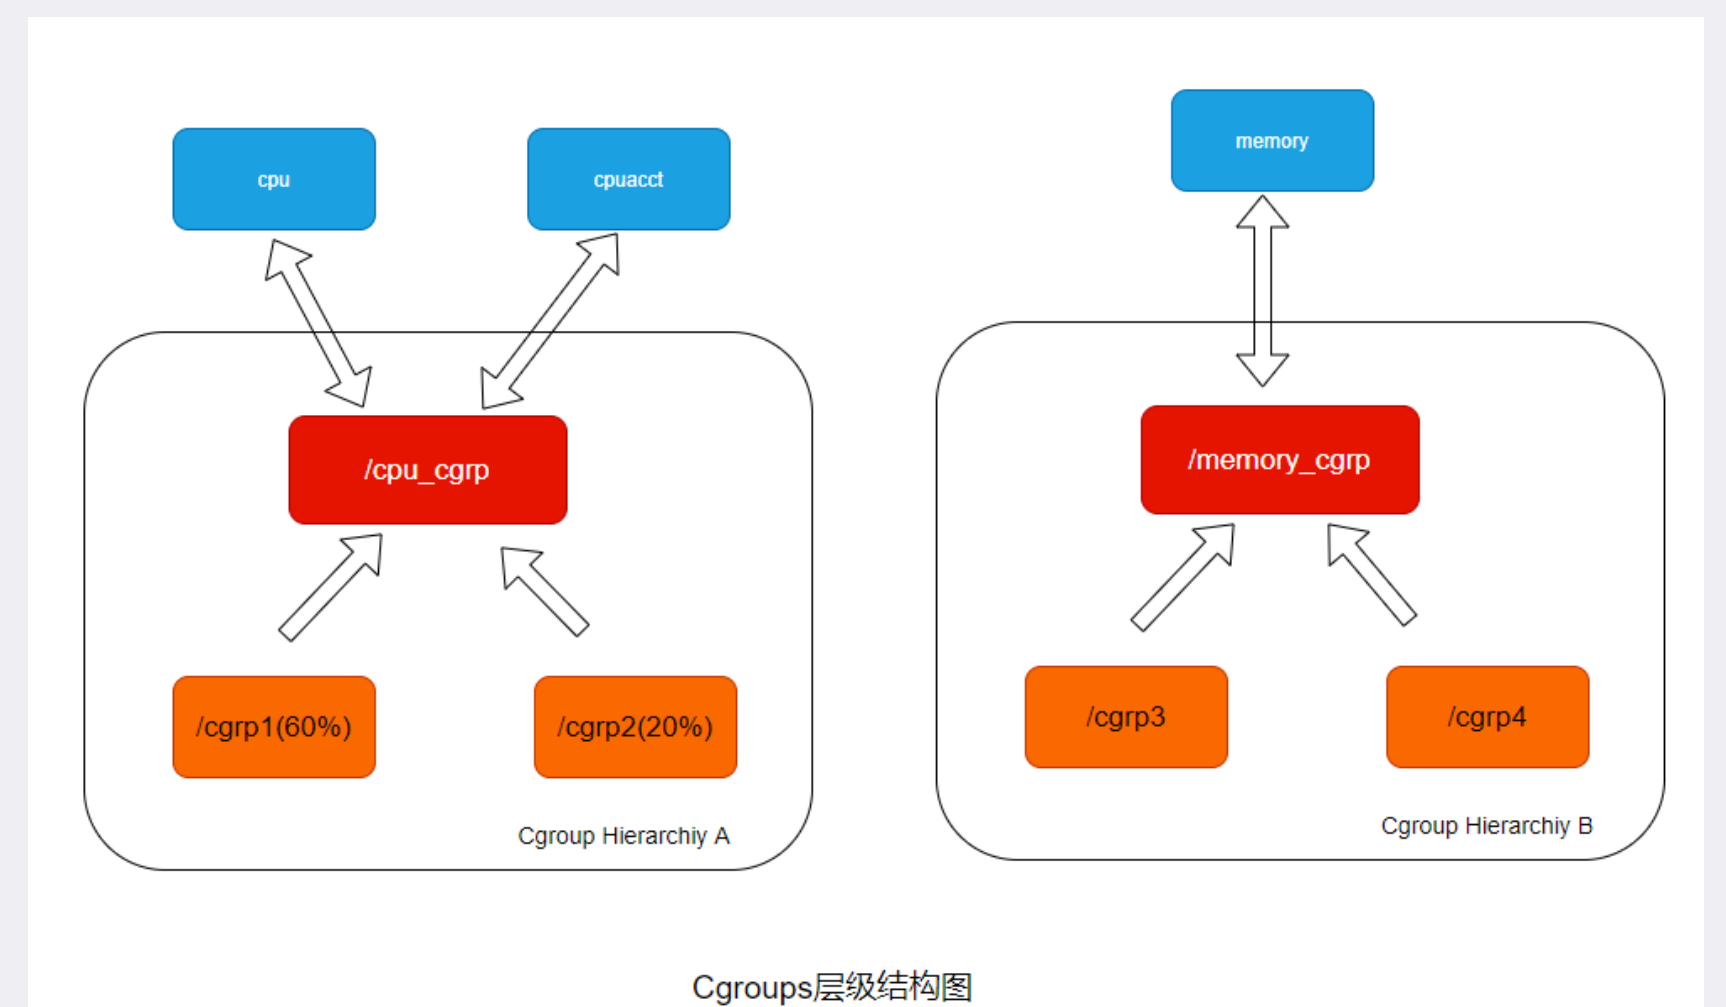 cpu
cpuacct
memory
/cpu_cgrp
/memory_cgrp
/cgrp1(60%)
/cgrp2(20%)
/cgrp3
/cgrp4
Cgroup Hierarchiy A
Cgroup Hierarchiy B
Cgroups层级结构图